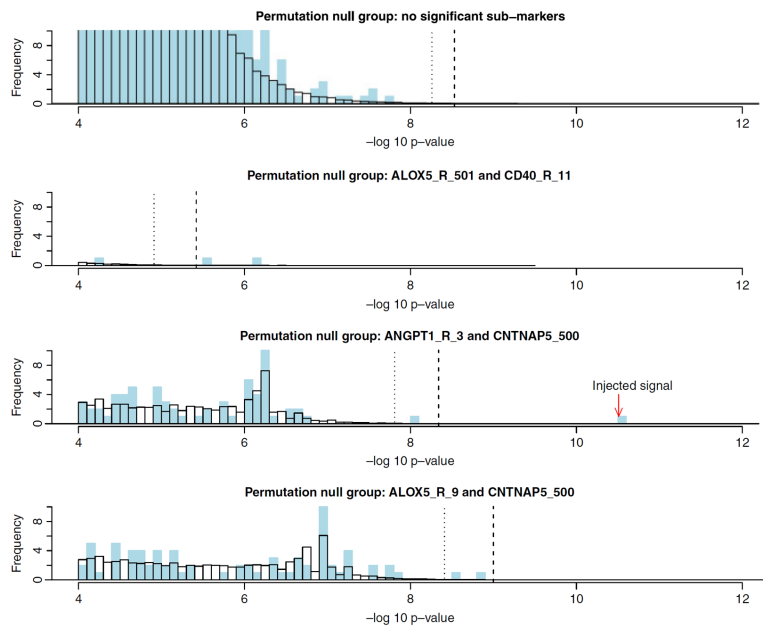 Permutation null group: no significant sub−markers
Frequency
0 4 8
4 6 8 10 12
−log 10 p−value
Permutation null group: ALOX5_R_501 and CD40_R_11
Frequency
0 4 8
4 6 8 10 12
−log 10 p−value
Permutation null group: ANGPT1_R_3 and CNTNAP5_500
Frequency
0 4 8
Injected signal
4 6 8 10 12
−log 10 p−value
Permutation null group: ALOX5_R_9 and CNTNAP5_500
Frequency
0 4 8
4 6 8 10 12
−log 10 p−value